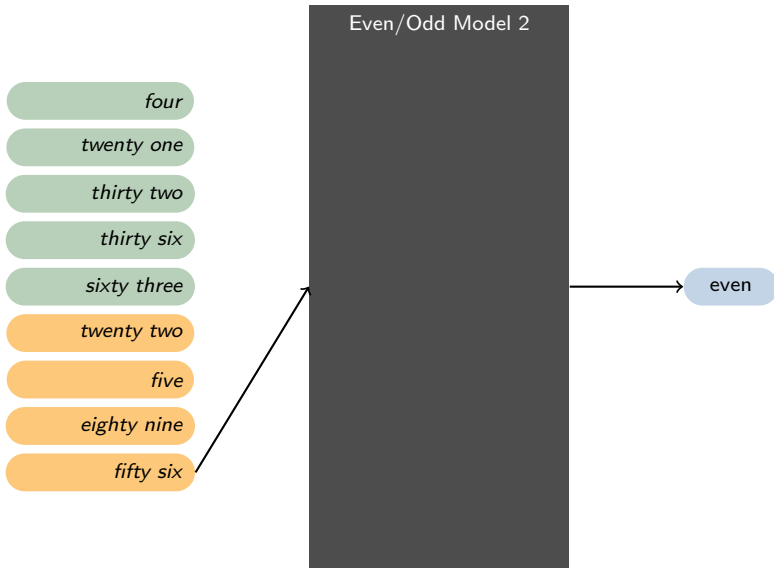 Even/Odd Model 2
four
twenty one
thirty two
thirty six
sixty three
twenty two
five
eighty nine
fifty six
even